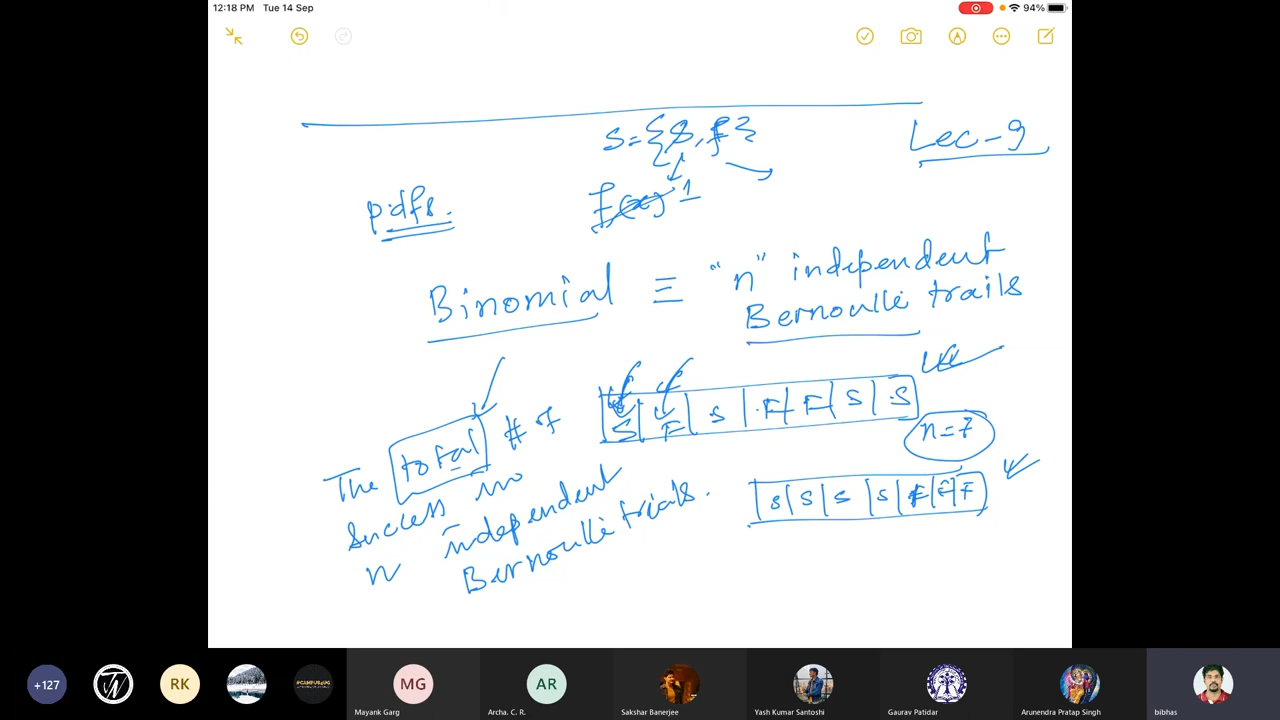 12:18 PM Tue 14 Sep
94%
S={S,F}
Lec-9
pdfs.
f(x) 1
Binomial ≡ "n" independent
Bernoulli trails
S F S F F S S
n=7
The total # of
success in
n independent
Bernoulli trials.
S S S S F F F
+127
RK
MG
AR
Mayank Garg
Archa. C. R.
Sakshar Banerjee
Yash Kumar Santoshi
Gaurav Patidar
Arunendra Pratap Singh
bibhas